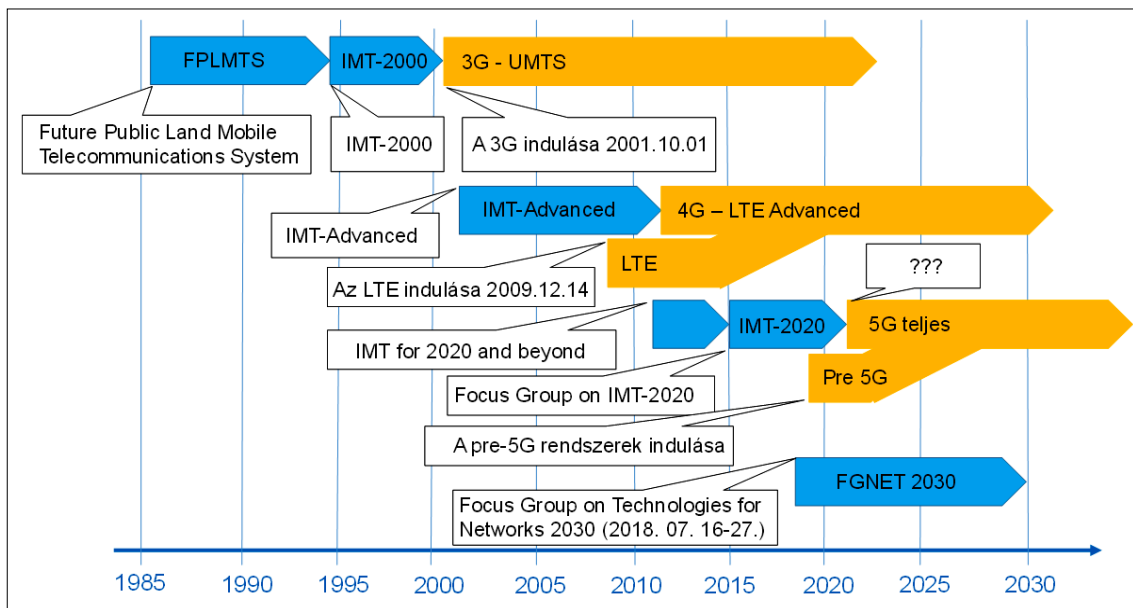 FPLMTS
IMT-2000
3G - UMTS
Future Public Land Mobile
Telecommunications System
IMT-2000
A 3G indulása 2001.10.01
IMT-Advanced
4G – LTE Advanced
IMT-Advanced
LTE
???
Az LTE indulása 2009.12.14
IMT-2020
5G teljes
IMT for 2020 and beyond
Pre 5G
Focus Group on IMT-2020
A pre-5G rendszerek indulása
FGNET 2030
Focus Group on Technologies for
Networks 2030 (2018. 07. 16-27.)
1985
1990
1995
2000
2005
2010
2015
2020
2025
2030